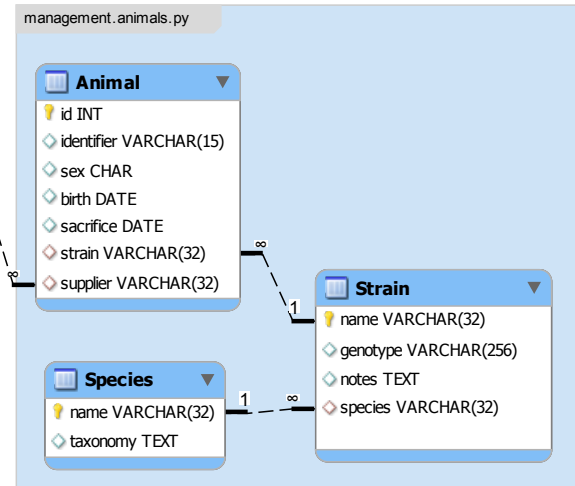 management.animals.py
Animal
id INT
identifier VARCHAR(15)
sex CHAR
birth DATE
sacrifice DATE
strain VARCHAR(32)
supplier VARCHAR(32)
∞
∞
1
Strain
name VARCHAR(32)
genotype VARCHAR(256)
notes TEXT
species VARCHAR(32)
Species
name VARCHAR(32)
taxonomy TEXT
1
∞